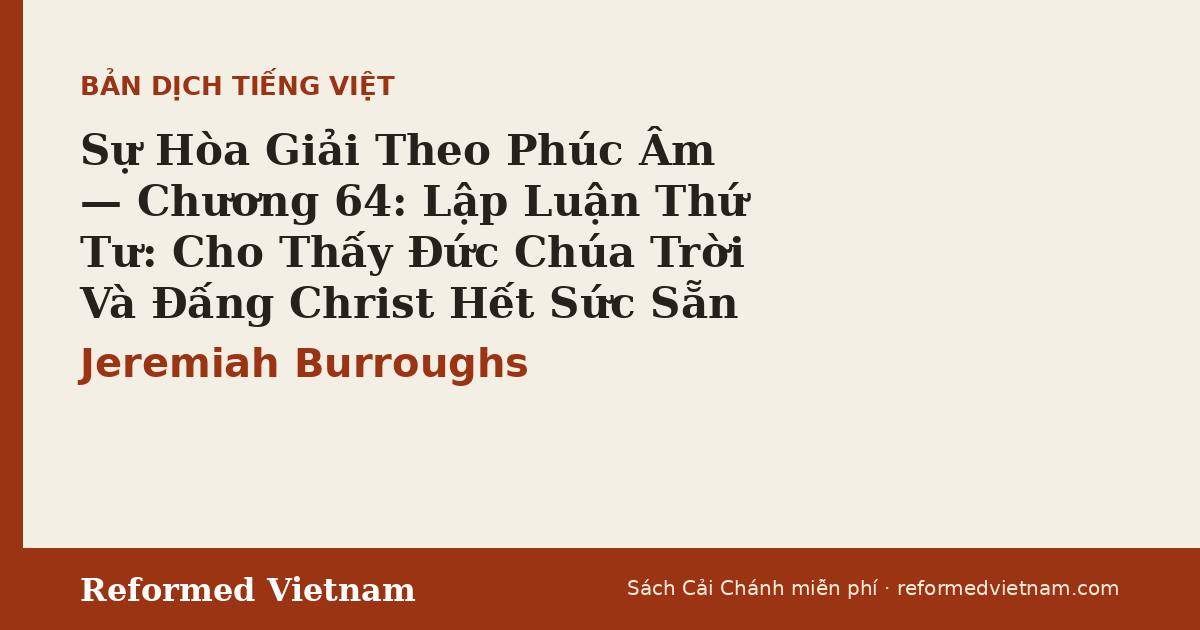 BẢN DỊCH TIẾNG VIỆT
Sự Hòa Giải Theo Phúc Âm
— Chương 64: Lập Luận Thứ
Tư: Cho Thấy Đức Chúa Trời
Và Đấng Christ Hết Sức Sẵn
Jeremiah Burroughs
Reformed Vietnam
Sách Cải Chánh miễn phí · reformedvietnam.com